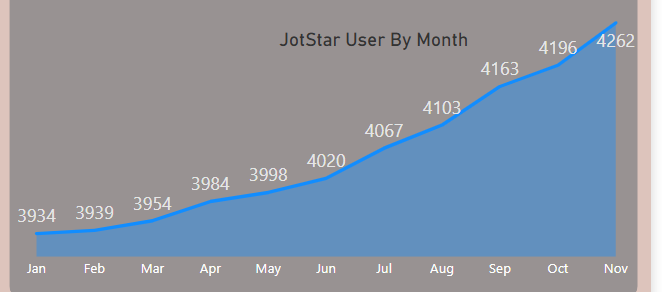 JotStar User By Month
3934 3939 3954 3984 3998 4020 4067 4103 4163 4196 4262
Jan Feb Mar Apr May Jun Jul Aug Sep Oct Nov